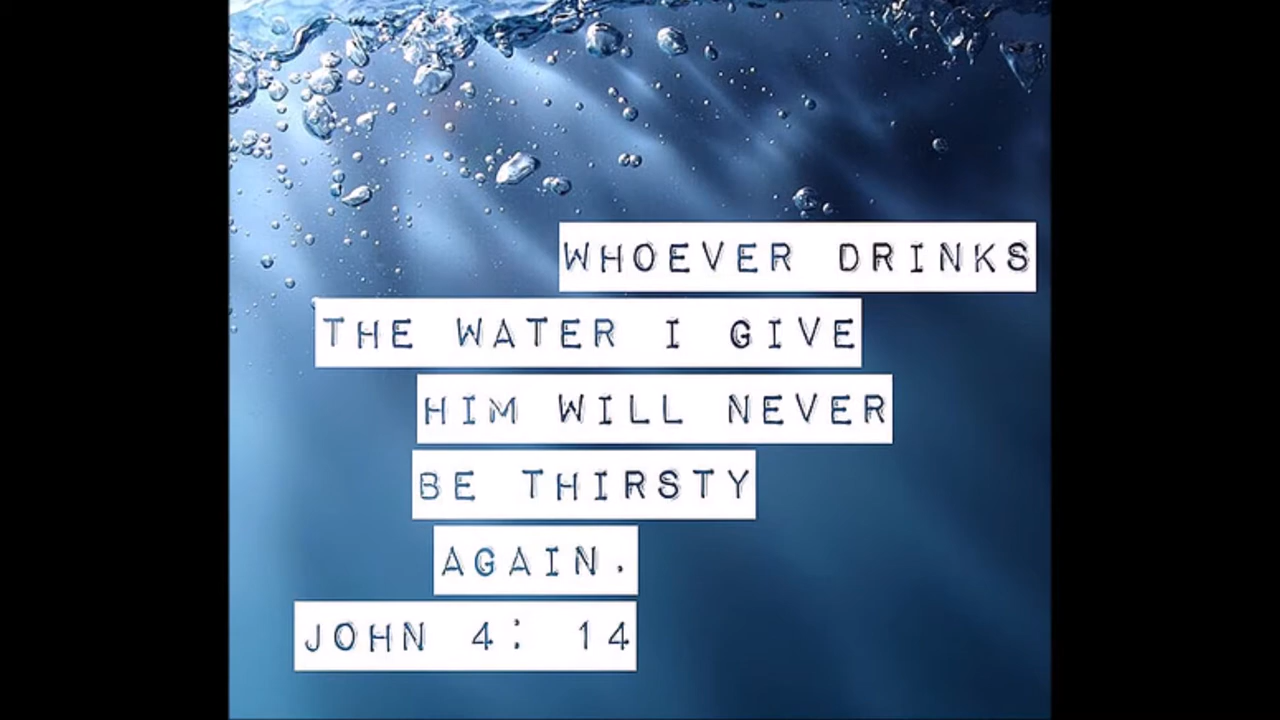 WHOEVER DRINKS
THE WATER I GIVE
HIM WILL NEVER
BE THIRSTY
AGAIN.
JOHN 4: 14